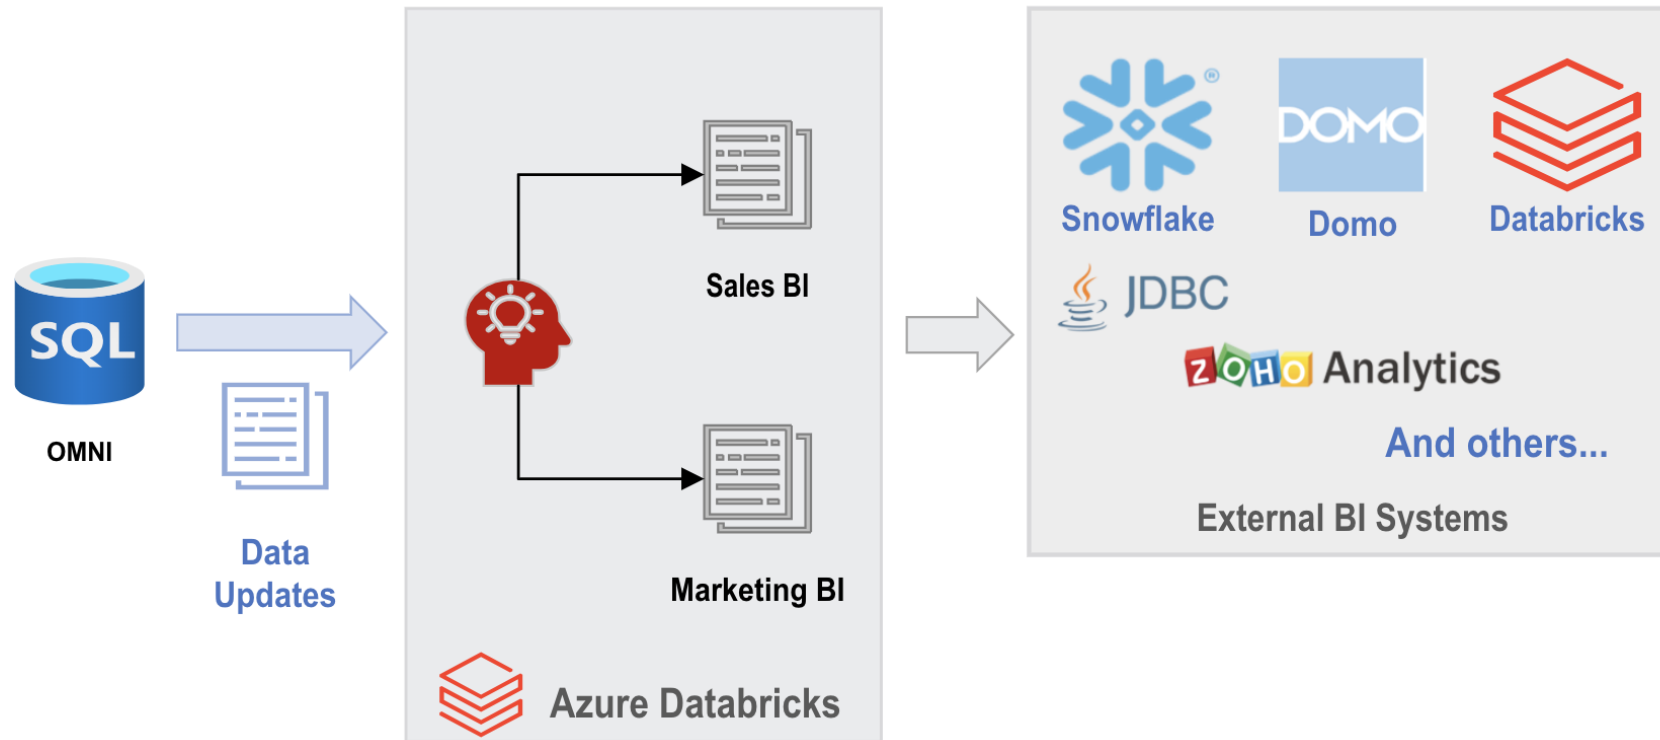 SQL
OMNI
Data
Updates
Sales BI
Marketing BI
Azure Databricks
®
DOMO
Snowflake
Domo
Databricks
JDBC
ZOHO Analytics
And others...
External BI Systems